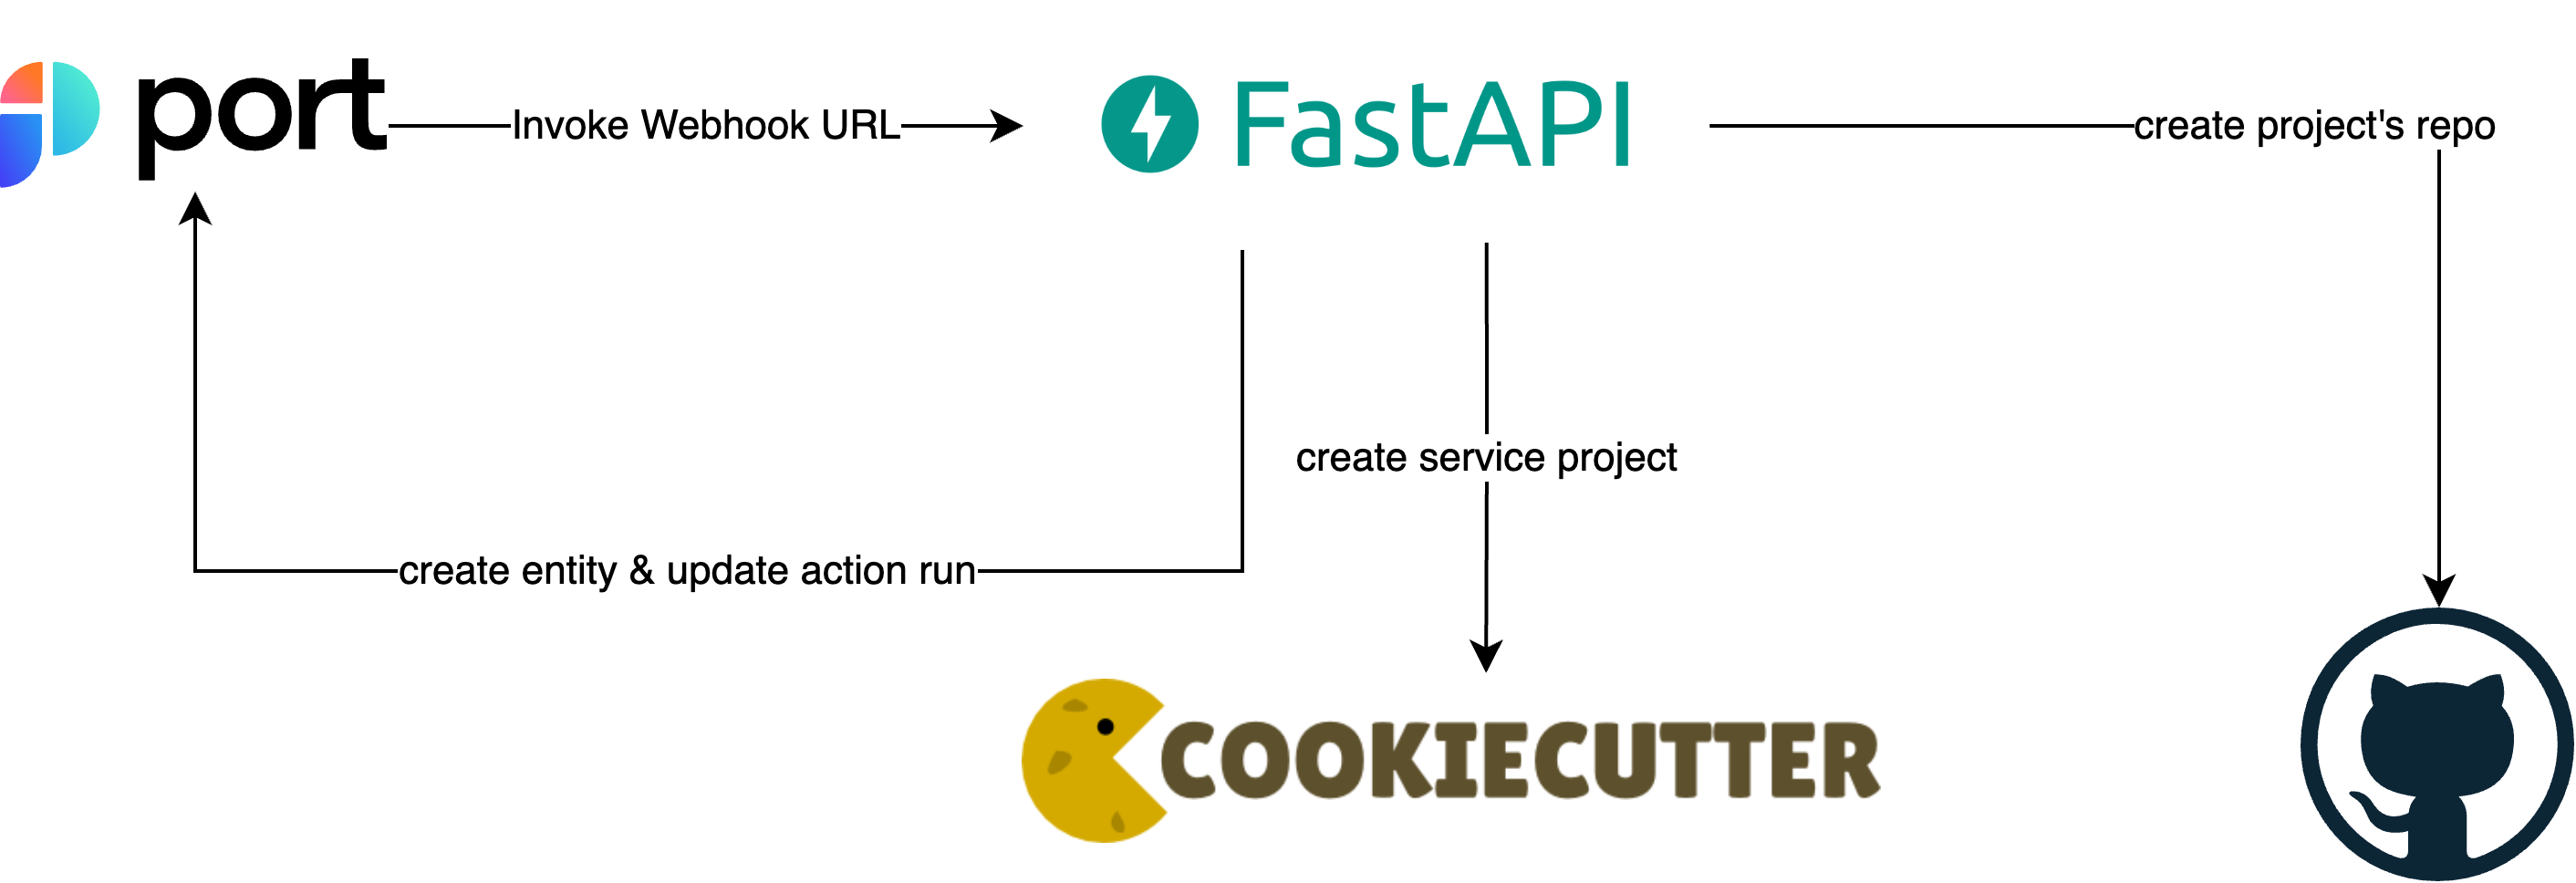 port
Invoke Webhook URL
FastAPI
create project's repo
create service project
create entity & update action run
COOKIECUTTER